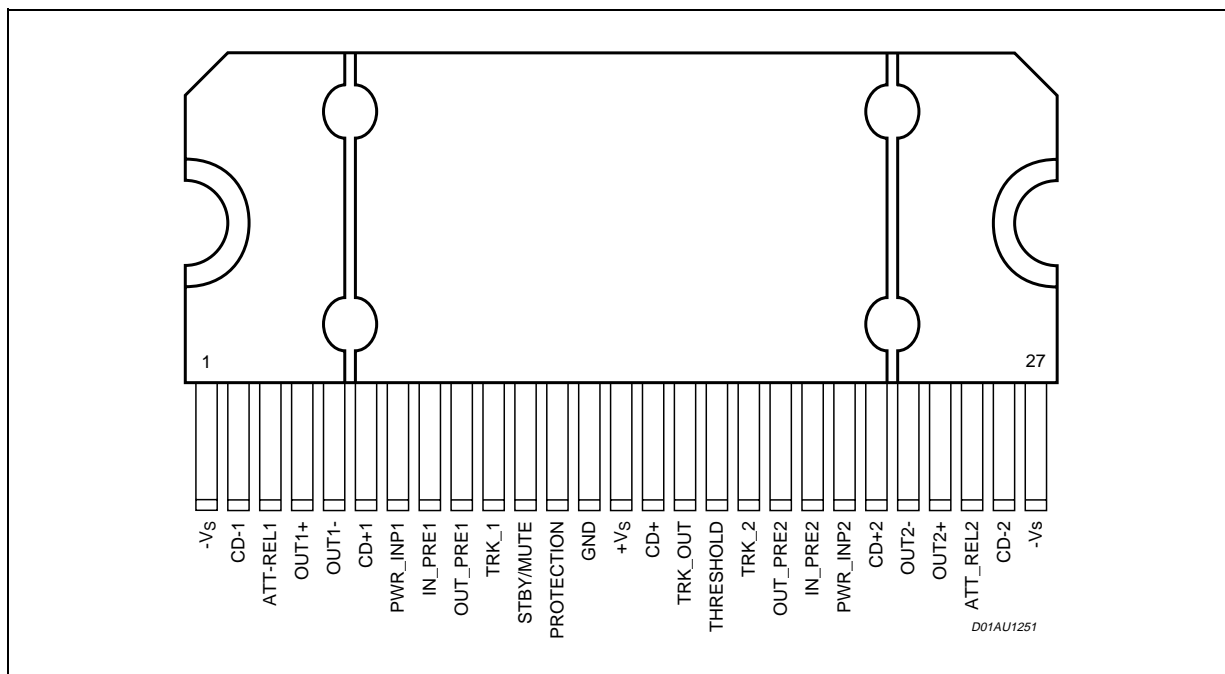 1
27
-Vs
CD-1
ATT-REL1
OUT1+
OUT1-
CD+1
PWR_INP1
IN_PRE1
OUT_PRE1
TRK_1
STBY/MUTE
PROTECTION
GND
+Vs
CD+
TRK_OUT
THRESHOLD
TRK_2
OUT_PRE2
IN_PRE2
PWR_INP2
CD+2
OUT2-
OUT2+
ATT_REL2
CD-2
-Vs
D01AU1251